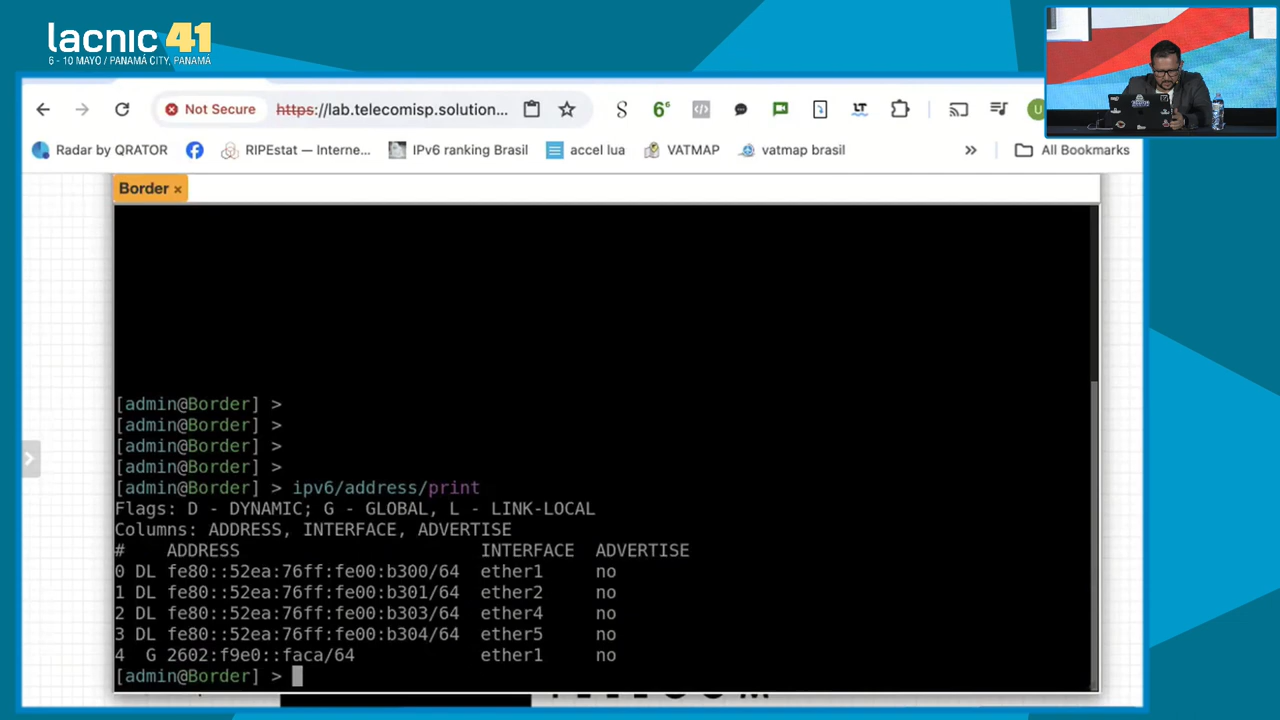 lacnic 41
6 - 10 MAYO / PANAMÁ CITY, PANAMÁ
Not Secure https://lab.telecomsp.solution...
Radar by QRATOR RIPEstat — Interne... IPv6 ranking Brasil accel lua VATMAP vatmap brasil » All Bookmarks
Border ×
[admin@Border] >
[admin@Border] >
[admin@Border] >
[admin@Border] >
[admin@Border] > ipv6/address/print
Flags: D - DYNAMIC; G - GLOBAL, L - LINK-LOCAL
Columns: ADDRESS, INTERFACE, ADVERTISE
# ADDRESS INTERFACE ADVERTISE
0 DL fe80::52ea:76ff:fe00:b300/64 ether1 no
1 DL fe80::52ea:76ff:fe00:b301/64 ether2 no
2 DL fe80::52ea:76ff:fe00:b303/64 ether4 no
3 DL fe80::52ea:76ff:fe00:b304/64 ether5 no
4 G 2602:f9e0::faca/64 ether1 no
[admin@Border] >